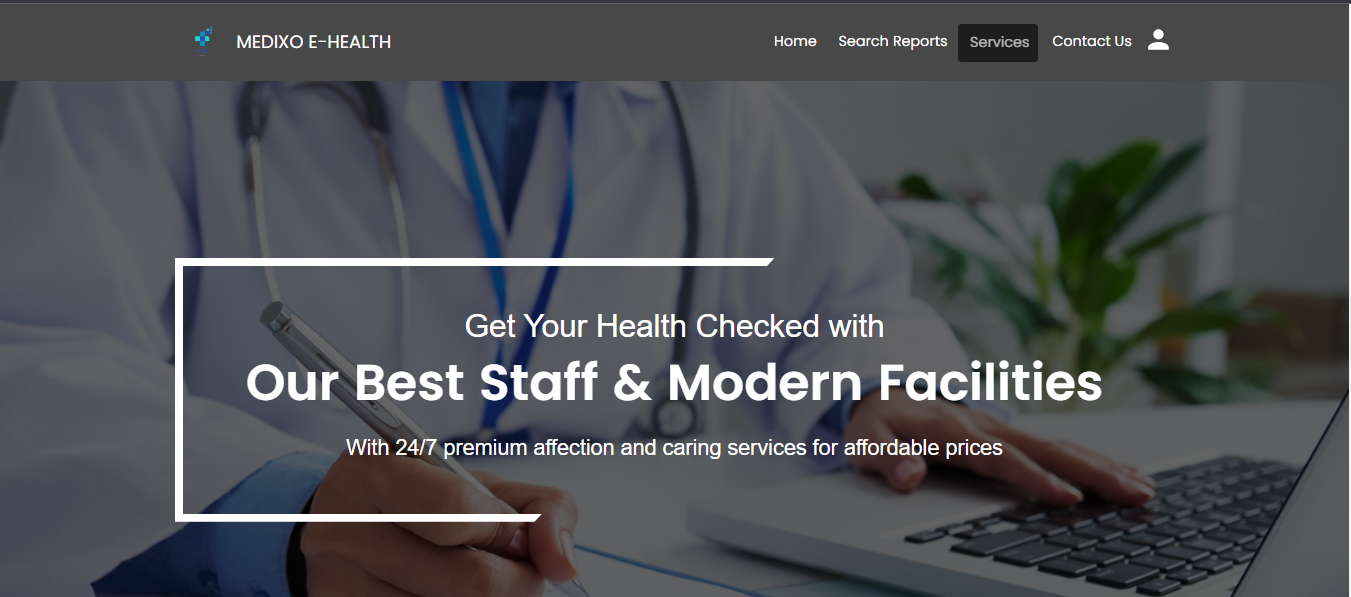 MEDIXO E-HEALTH
Home Search Reports Services Contact Us
Get Your Health Checked with
Our Best Staff & Modern Facilities
With 24/7 premium affection and caring services for affordable prices